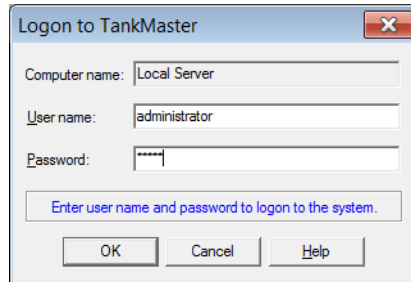 Logon to TankMaster
Computer name: Local Server
User name: administrator
Password: *****
Enter user name and password to logon to the system.
OK Cancel Help